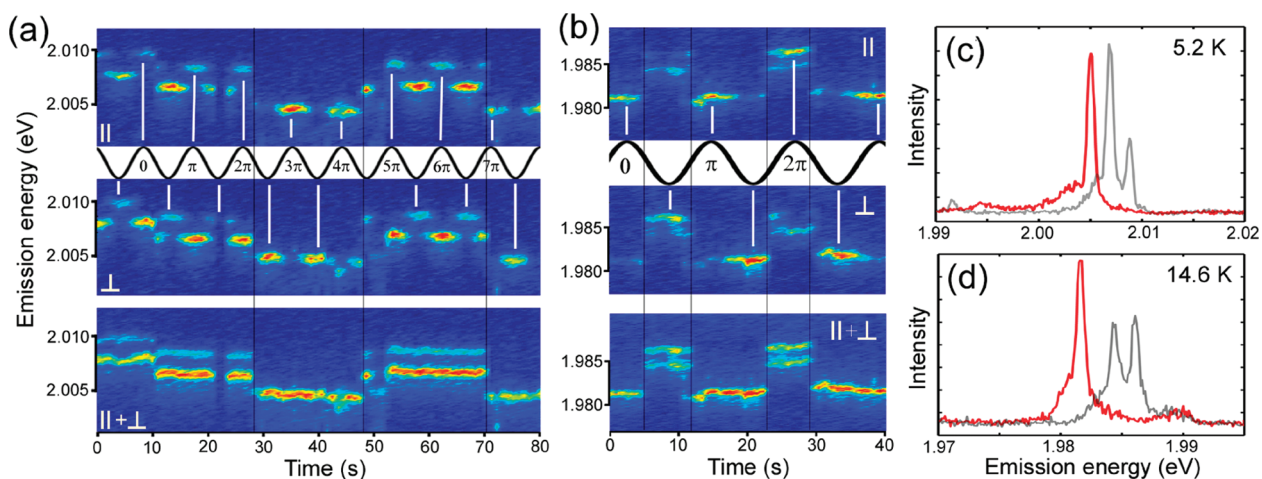 (a)
2.010
2.005
||
0 π 2π 3π 4π 5π 6π 7π
2.010
2.005
⊥
2.010
2.005
||+⊥
0 10 20 30 40 50 60 70 80
Time (s)
Emission energy (eV)
(b)
||
1.985
1.980
0 π 2π
⊥
1.985
1.980
||+⊥
1.985
1.980
0 10 20 30 40
Time (s)
(c)
5.2 K
Intensity
1.99 2.00 2.01 2.02
(d)
14.6 K
Intensity
1.97 1.98 1.99
Emission energy (eV)